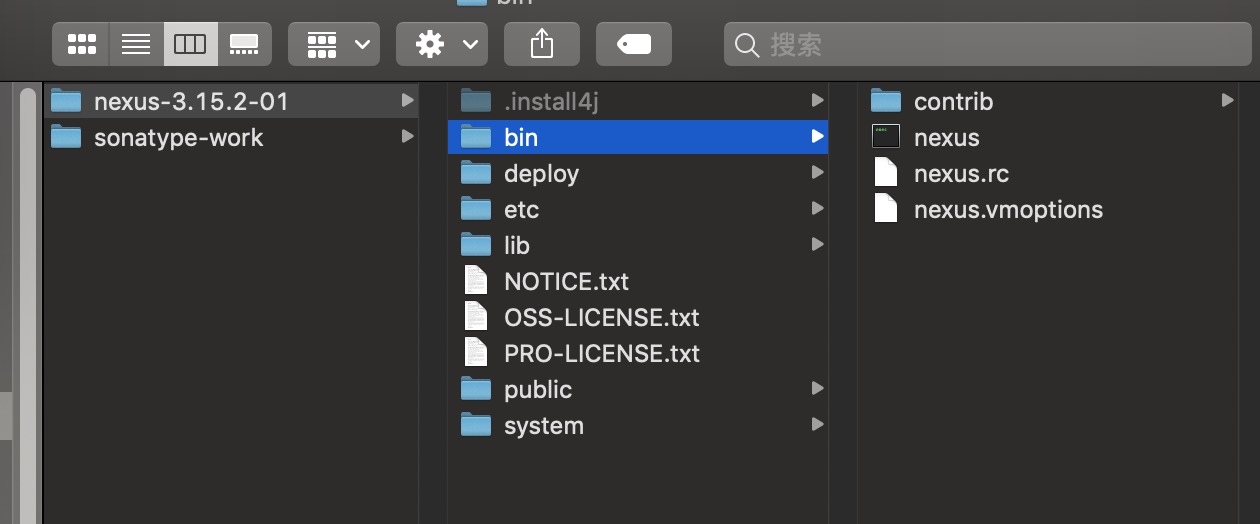 bin
搜索
nexus-3.15.2-01
sonatype-work
.install4j
bin
deploy
etc
lib
NOTICE.txt
OSS-LICENSE.txt
PRO-LICENSE.txt
public
system
contrib
nexus
nexus.rc
nexus.vmoptions